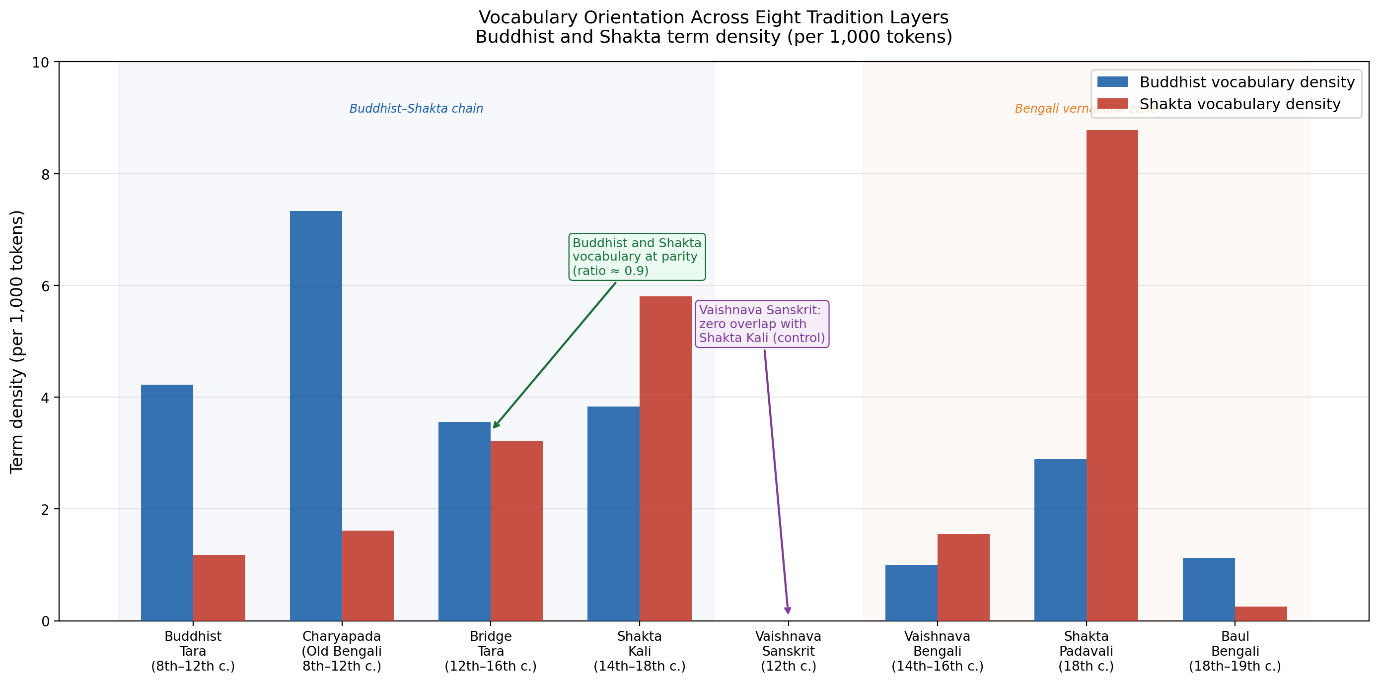 Vocabulary Orientation Across Eight Tradition Layers
Buddhist and Shakta term density (per 1,000 tokens)
Buddhist vocabulary density
Shakta vocabulary density
Buddhist–Shakta chain
Bengali
Buddhist and Shakta
vocabulary at parity
(ratio ≈ 0.9)
Vaishnava Sanskrit:
zero overlap with
Shakta Kali (control)
Term density (per 1,000 tokens)
10
8
6
4
2
0
Buddhist
Tara
(8th–12th c.)
Charyapada
(Old Bengali
8th–12th c.)
Bridge
Tara
(12th–16th c.)
Shakta
Kali
(14th–18th c.)
Vaishnava
Sanskrit
(12th c.)
Vaishnava
Bengali
(14th–16th c.)
Shakta
Padavali
(18th c.)
Baul
Bengali
(18th–19th c.)